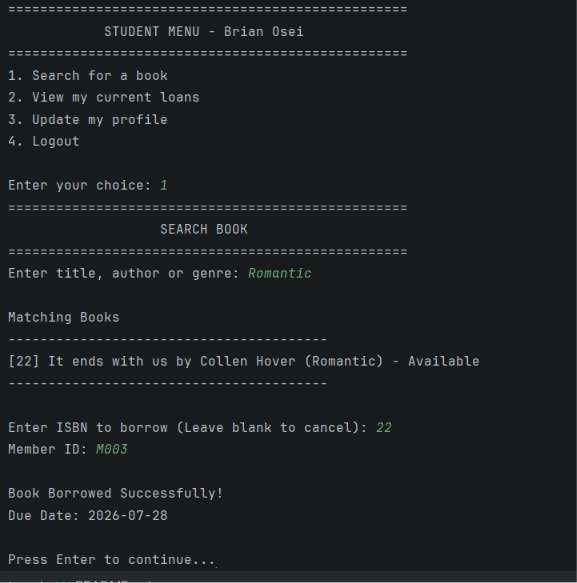 ==================================================
STUDENT MENU - Brian Osei
==================================================
1. Search for a book
2. View my current loans
3. Update my profile
4. Logout
Enter your choice: 1
==================================================
SEARCH BOOK
==================================================
Enter title, author or genre: Romantic
Matching Books
----------------------------------------
[22] It ends with us by Collen Hover (Romantic) - Available
----------------------------------------
Enter ISBN to borrow (Leave blank to cancel): 22
Member ID: M003
Book Borrowed Successfully!
Due Date: 2026-07-28
Press Enter to continue...